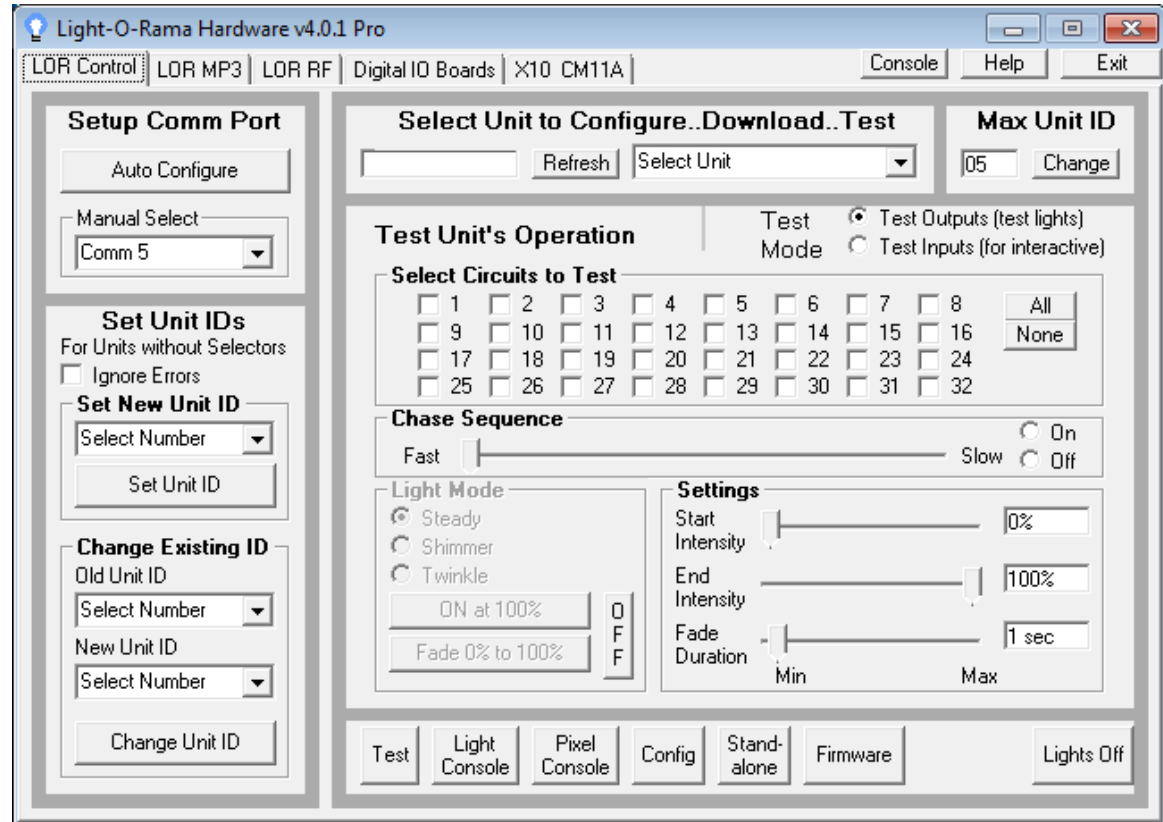 Light-O-Rama Hardware v4.0.1 Pro
LOR Control LOR MP3 LOR RF Digital IO Boards X10 CM11A Console Help Exit
Setup Comm Port
Auto Configure
Manual Select
Comm 5
Set Unit IDs
For Units without Selectors
Ignore Errors
Set New Unit ID
Select Number
Set Unit ID
Change Existing ID
Old Unit ID
Select Number
New Unit ID
Select Number
Change Unit ID
Select Unit to Configure..Download..Test
Refresh Select Unit
Max Unit ID
05 Change
Test Unit's Operation
Test Mode
Test Outputs (test lights)
Test Inputs (for interactive)
Select Circuits to Test
1 2 3 4 5 6 7 8
9 10 11 12 13 14 15 16
17 18 19 20 21 22 23 24
25 26 27 28 29 30 31 32
All
None
Chase Sequence
Fast Slow
On
Off
Light Mode
Steady
Shimmer
Twinkle
ON at 100%
Fade 0% to 100%
OFF
Settings
Start
Intensity
0%
End
Intensity
100%
Fade
Duration
1 sec
Min Max
Test
Light
Console
Pixel
Console
Config
Stand-
alone
Firmware
Lights Off